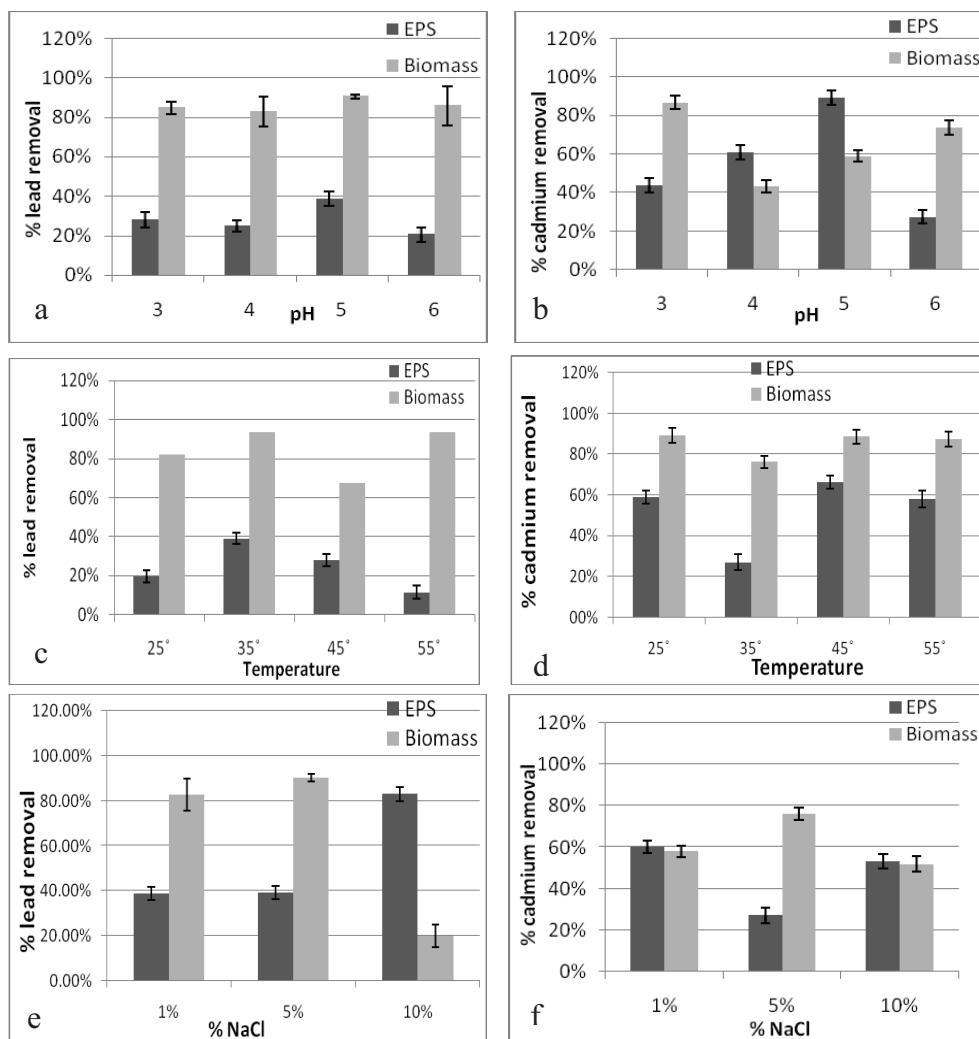 120%
100%
80%
60%
40%
20%
0%
% lead removal
EPS
Biomass
3 4 5 6
pH
a
120%
100%
80%
60%
40%
20%
0%
% cadmium removal
EPS
Biomass
3 4 5 6
pH
b
120%
100%
80%
60%
40%
20%
0%
% lead removal
EPS
Biomass
25° 35° 45° 55°
Temperature
c
120%
100%
80%
60%
40%
20%
00%
% cadmium removal
EPS
Biomass
25° 35° 45° 55°
Temperature
d
120.00%
100.00%
80.00%
60.00%
40.00%
20.00%
0.00%
% lead removal
EPS
Biomass
1% 5% 10%
% NaCl
e
120%
100%
80%
60%
40%
20%
0%
% cadmium removal
EPS
Biomass
1% 5% 10%
% NaCl
f